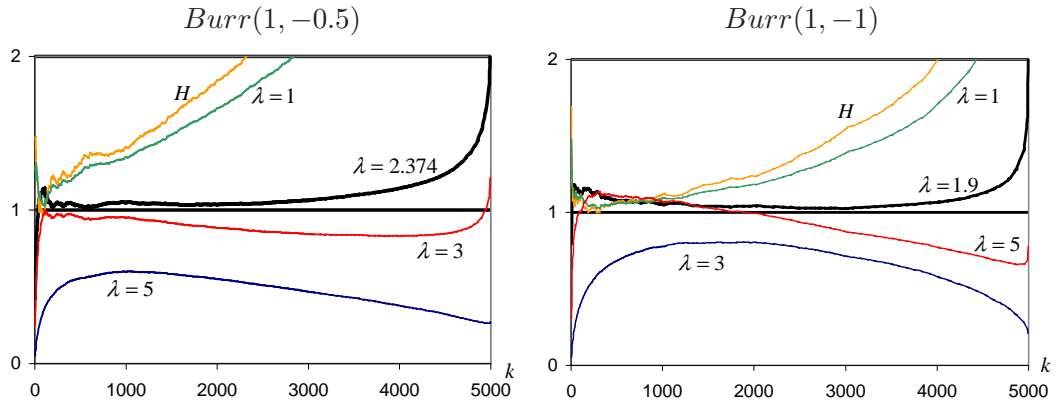 Burr(1, −0.5)
2
1
0
H
λ = 1
λ = 2.374
λ = 3
λ = 5
0
1000
2000
3000
4000
5000
k
Burr(1, −1)
2
1
0
H
λ = 1
λ = 1.9
λ = 3
λ = 5
0
1000
2000
3000
4000
5000
k